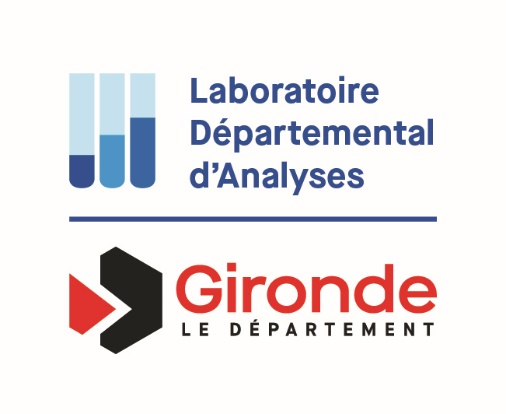 Laboratoire
Départemental
d'Analyses
Gironde
LE DÉPARTEMENT